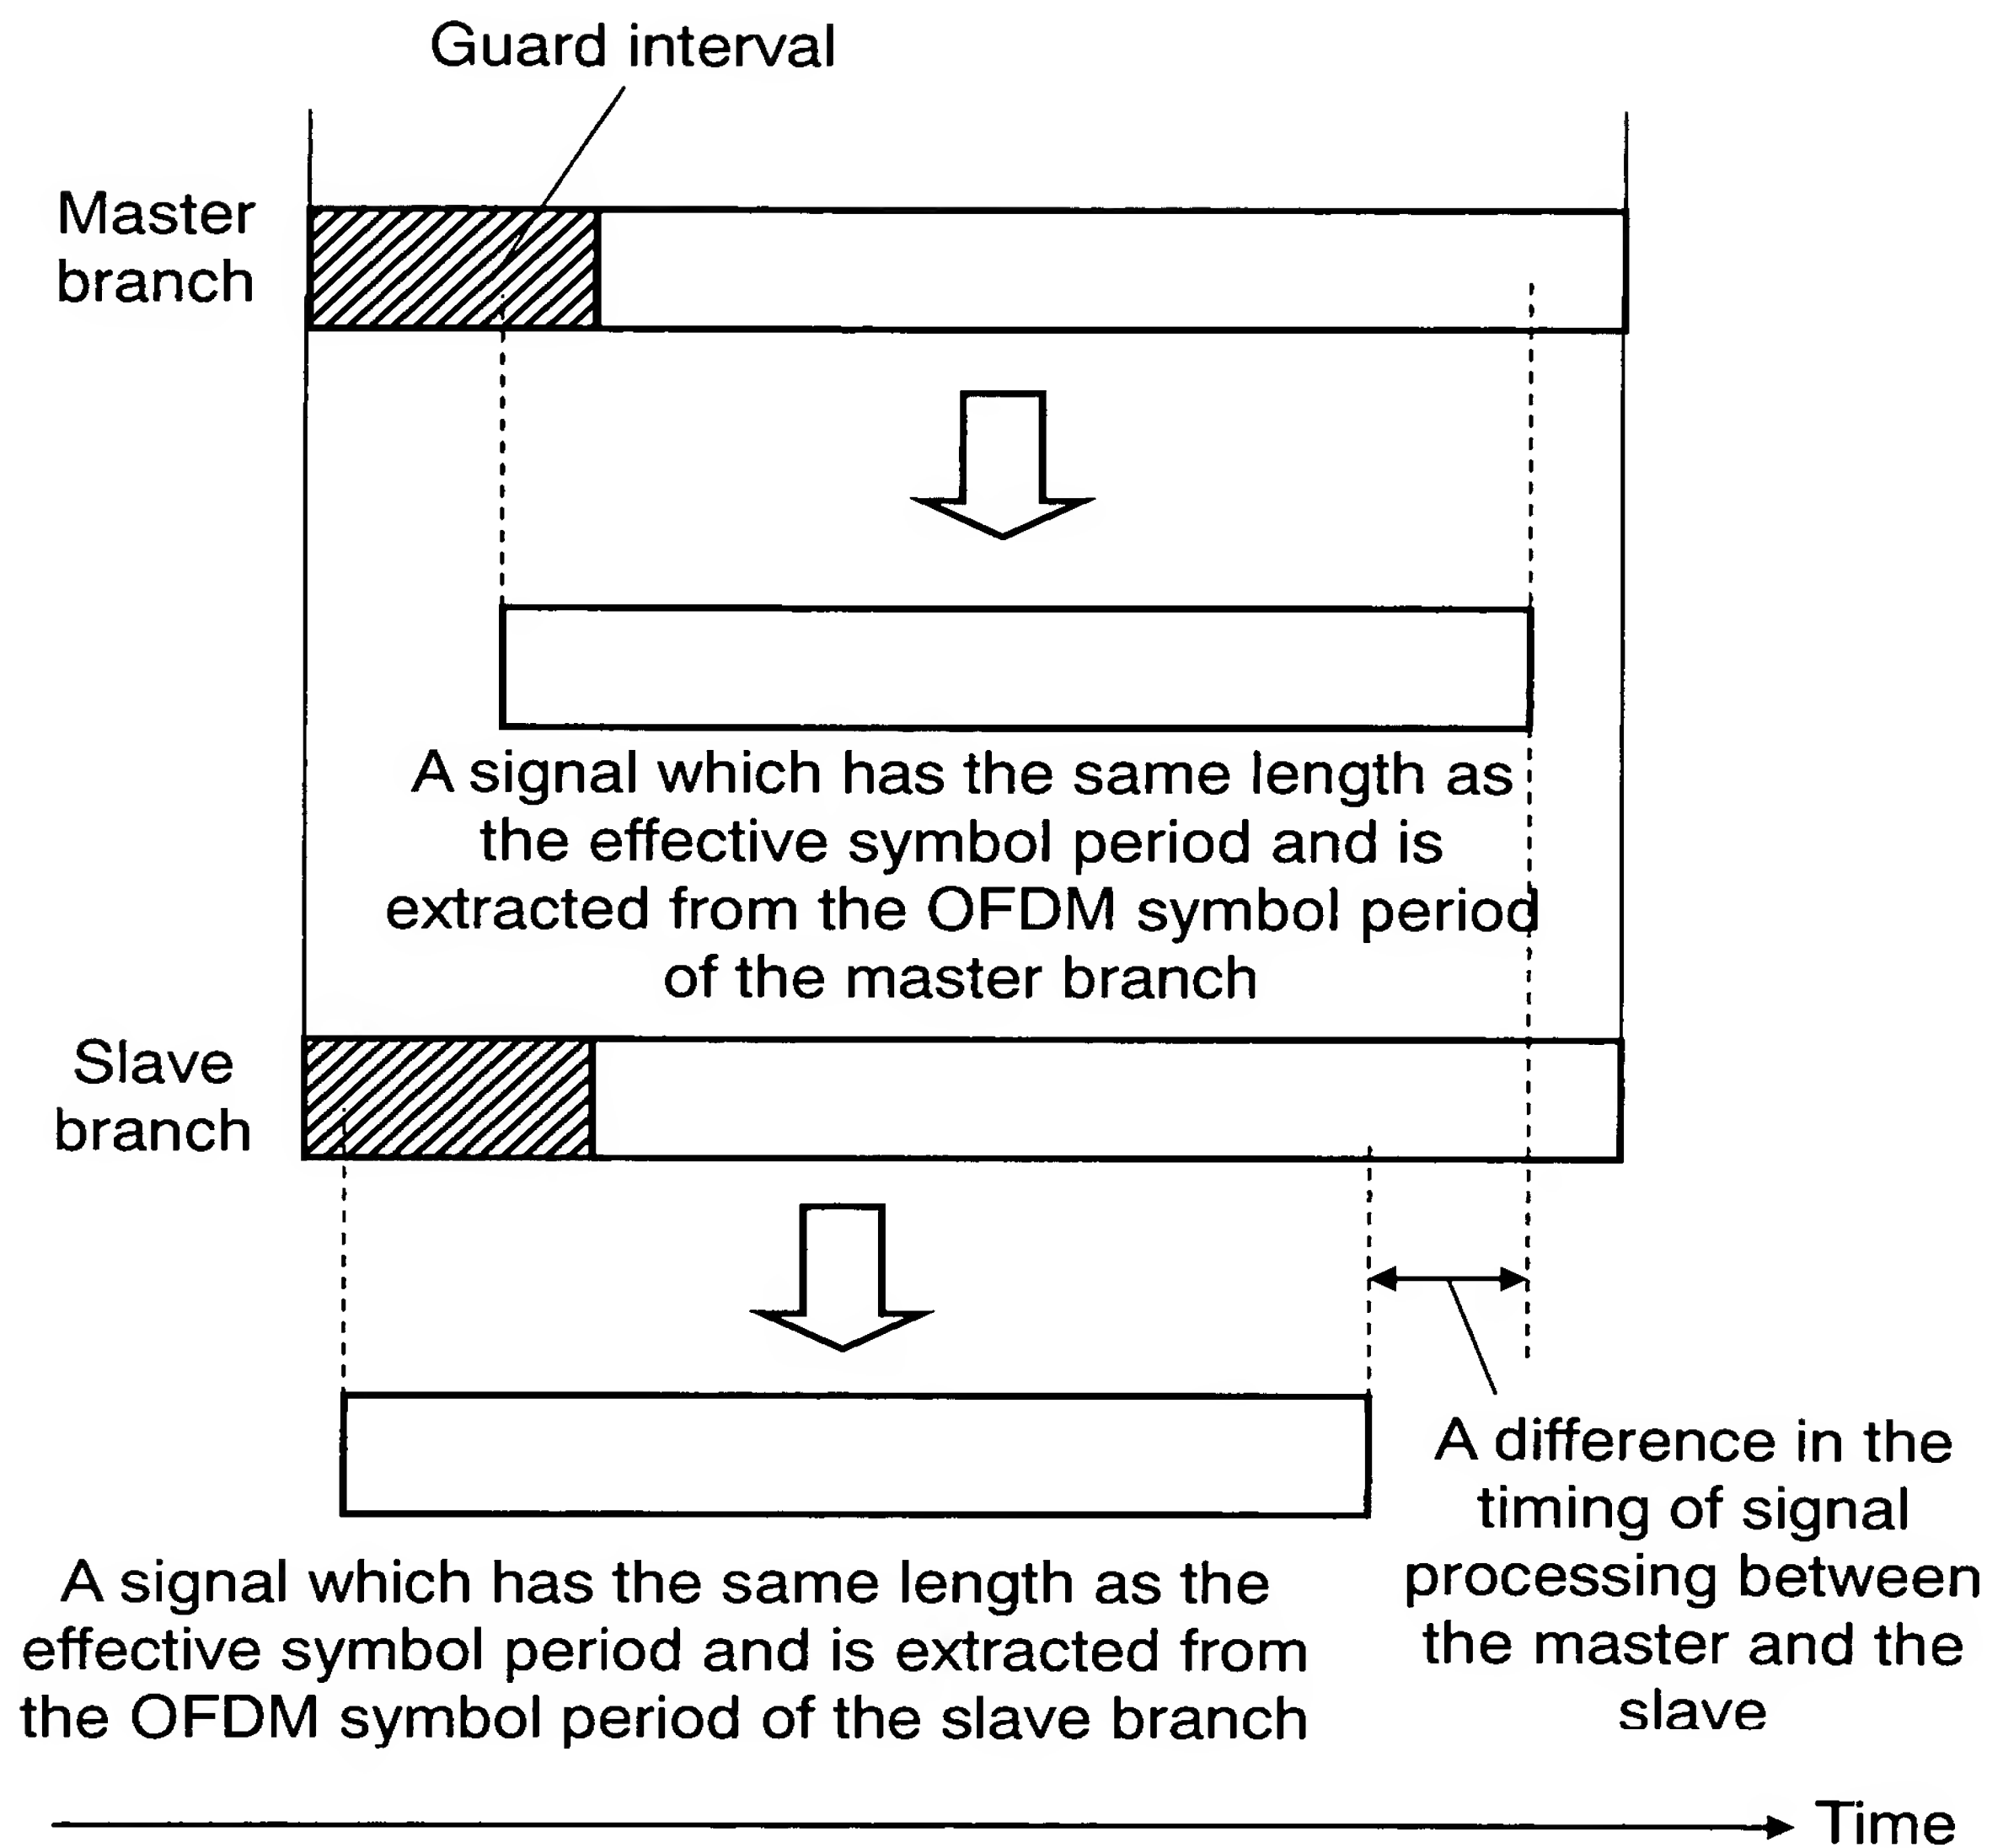 Guard interval
Master
branch
A signal which has the same length as
the effective symbol period and is
extracted from the OFDM symbol period
of the master branch
Slave
branch
A difference in the
timing of signal
processing between
the master and the
slave
A signal which has the same length as the
effective symbol period and is extracted from
the OFDM symbol period of the slave branch
Time